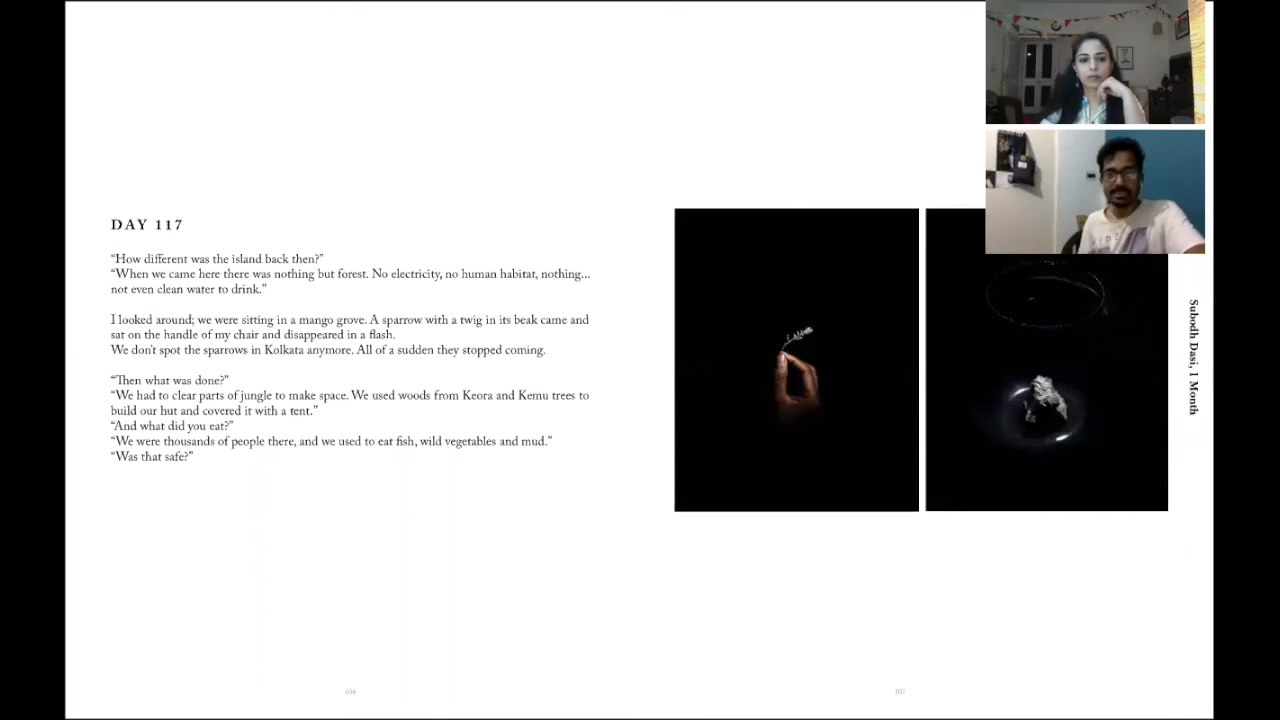 DAY 117
“How different was the island back then?”
“When we came here there was nothing but forest. No electricity, no human habitat, nothing...
not even clean water to drink.”
I looked around; we were sitting in a mango grove. A sparrow with a twig in its beak came and
sat on the handle of my chair and disappeared in a flash.
We don’t spot the sparrows in Kolkata anymore. All of a sudden they stopped coming.
“Then what was done?”
“We had to clear parts of jungle to make space. We used woods from Keora and Kemu trees to
build our hut and covered it with a tent.”
“And what did you eat?”
“We were thousands of people there, and we used to eat fish, wild vegetables and mud.”
“Was that safe?”
Subodh Dasi, 1 Month